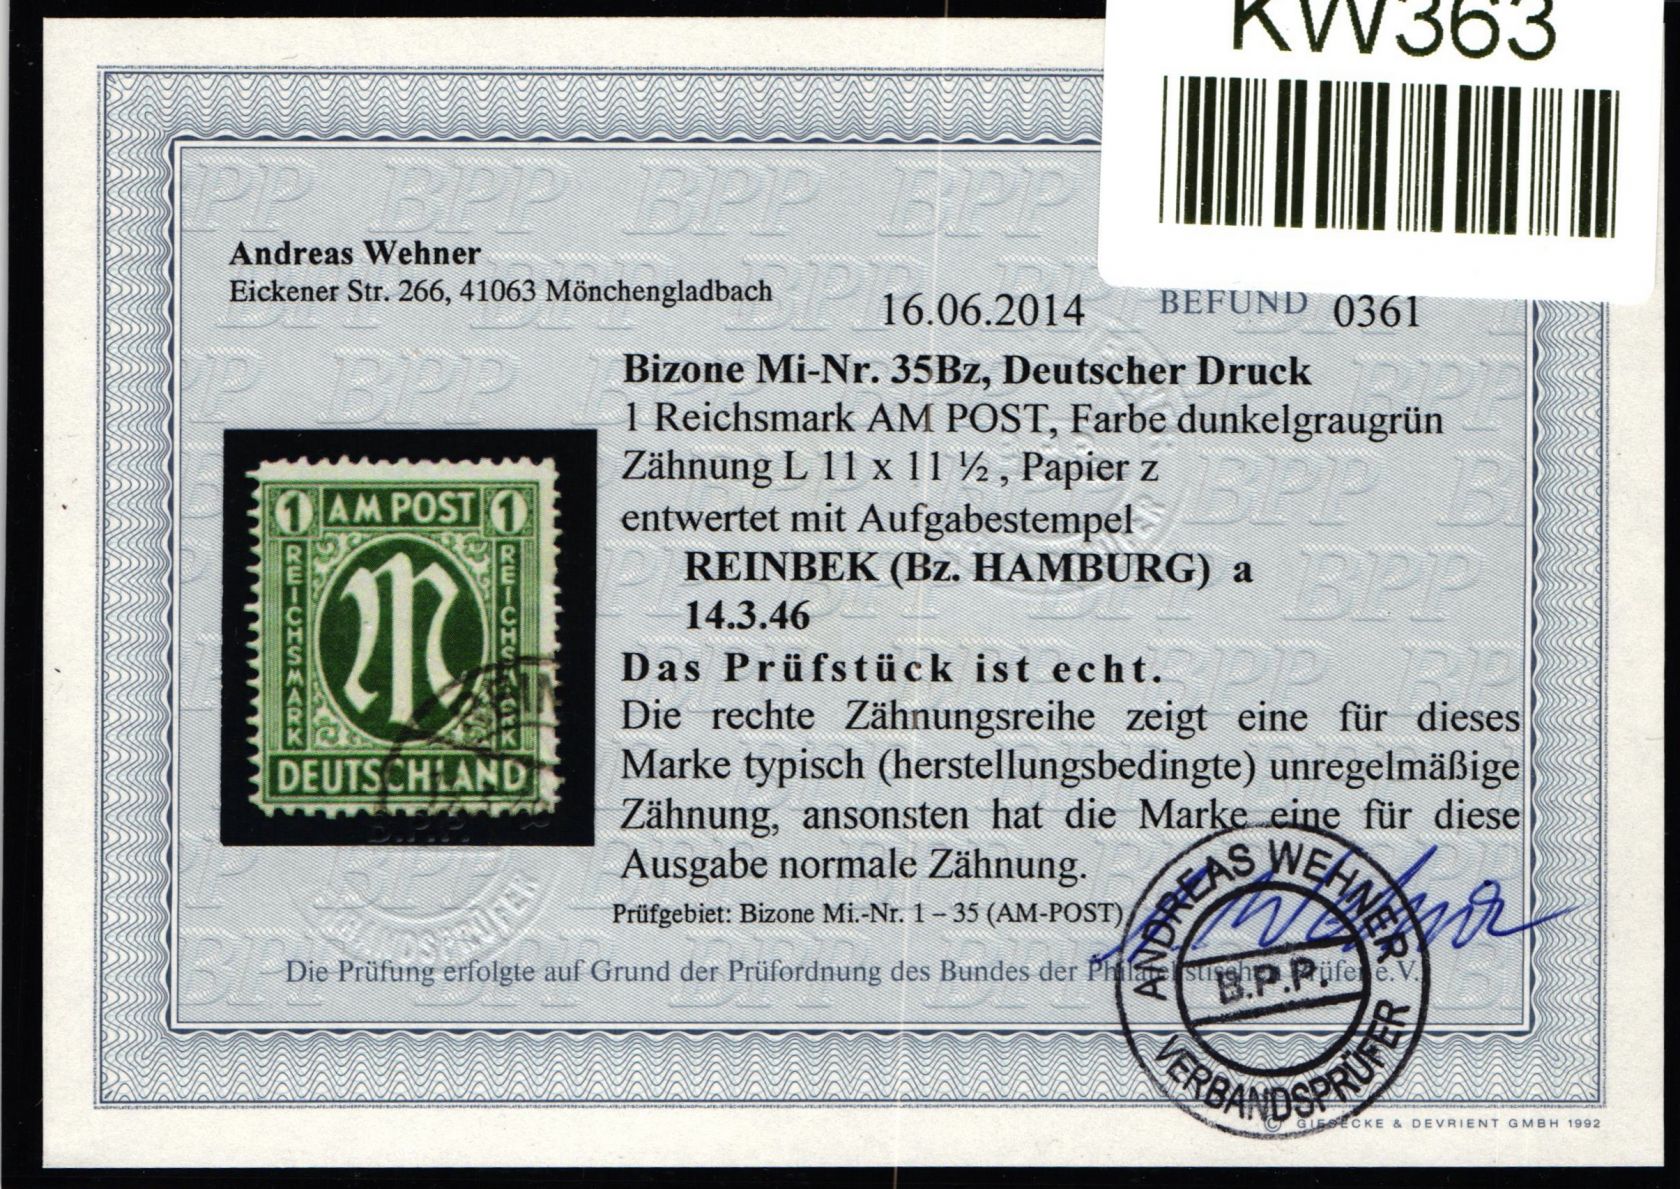 KW363
Andreas Wehner
Eickener Str. 266, 41063 Mönchengladbach
16.06.2014 BEFUND 0361
Bizone Mi-Nr. 35Bz, Deutscher Druck
1 Reichsmark AM POST, Farbe dunkelgraugrün
Zähnung L 11 x 11 ½ , Papier z
entwertet mit Aufgabestempel
REINBEK (Bz. HAMBURG) a
14.3.46
Das Prüfstück ist echt.
Die rechte Zähnungsreihe zeigt eine für dieses
Marke typisch (herstellungsbedingte) unregelmäßige
Zähnung, ansonsten hat die Marke eine für diese
Ausgabe normale Zähnung.
Prüfgebiet: Bizone Mi.-Nr. 1 – 35 (AM-POST)
Die Prüfung erfolgte auf Grund der Prüfordnung des Bundes der Philatelistischen Prüfer e.V.
1 AM POST 1
REICHSMARK
REICHSMARK
DEUTSCHLAND
B.P.P.
ANDREAS WEHNER
B.P.P.
VERBANDSPRÜFER
© GIESECKE & DEVRIENT GMBH 1992